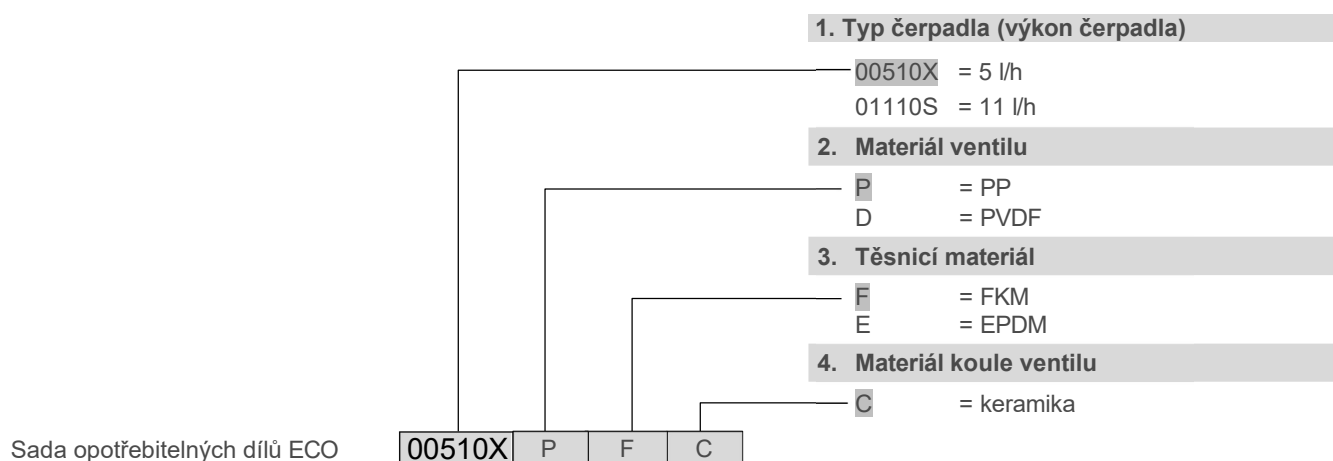 1. Typ čerpadla (výkon čerpadla)
00510X = 5 l/h
01110S = 11 l/h
2. Materiál ventilu
P = PP
D = PVDF
3. Těsnicí materiál
F = FKM
E = EPDM
4. Materiál koule ventilu
C = keramika
Sada opotřebitelných dílů ECO 00510X P F C